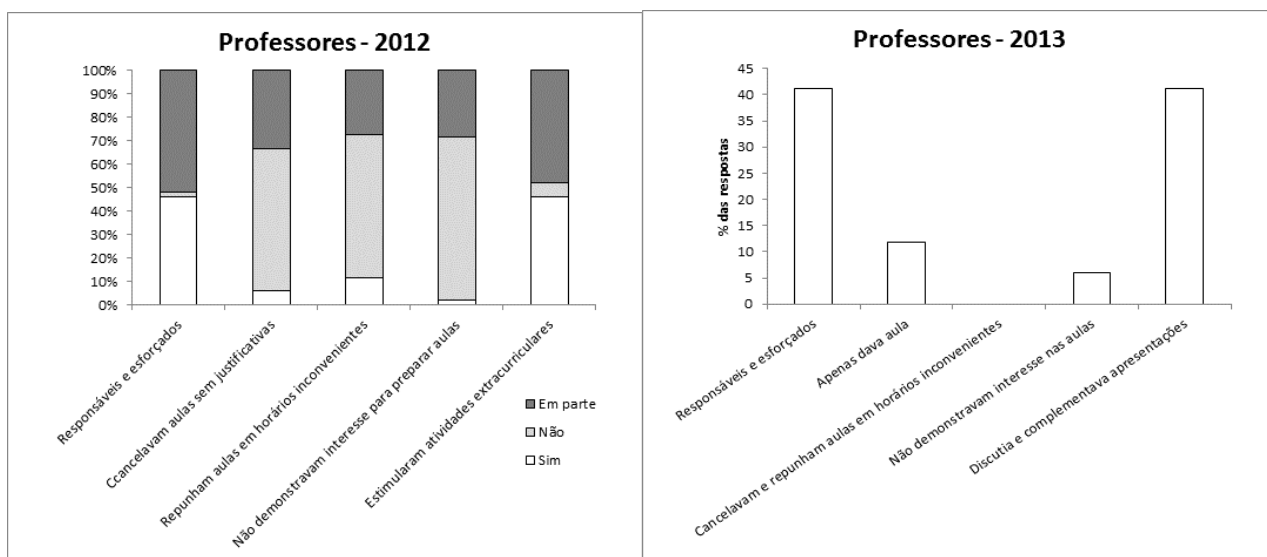 Professores - 2012
100%
90%
80%
70%
60%
50%
40%
30%
20%
10%
0%
Responsáveis e esforçados
Ccancelavam aulas sem justificativas
Repunham aulas em horários inconvenientes
Não demonstravam interesse para preparar aulas
Estimularam atividades extracurriculares
Em parte
Não
Sim
Professores - 2013
% das respostas
45
40
35
30
25
20
15
10
5
0
Responsáveis e esforçados
Apenas dava aula
Cancelavam e repunham aulas em horários inconvenientes
Não demonstravam interesse nas aulas
Discutia e complementava apresentações